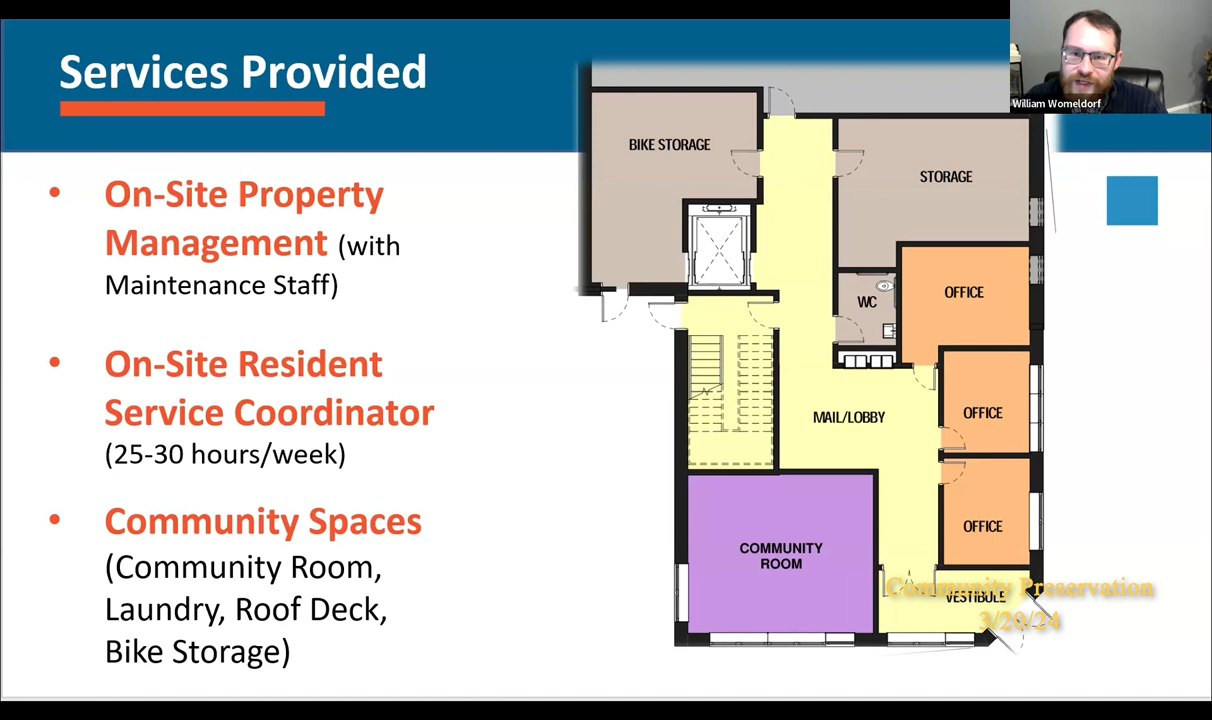 Services Provided
William Womeldorf
• On-Site Property
Management (with
Maintenance Staff)
• On-Site Resident
Service Coordinator
(25-30 hours/week)
• Community Spaces
(Community Room,
Laundry, Roof Deck,
Bike Storage)
BIKE STORAGE
STORAGE
WC
OFFICE
MAIL/LOBBY
OFFICE
OFFICE
COMMUNITY
ROOM
VESTIBULE
Community Preservation
3/20/24